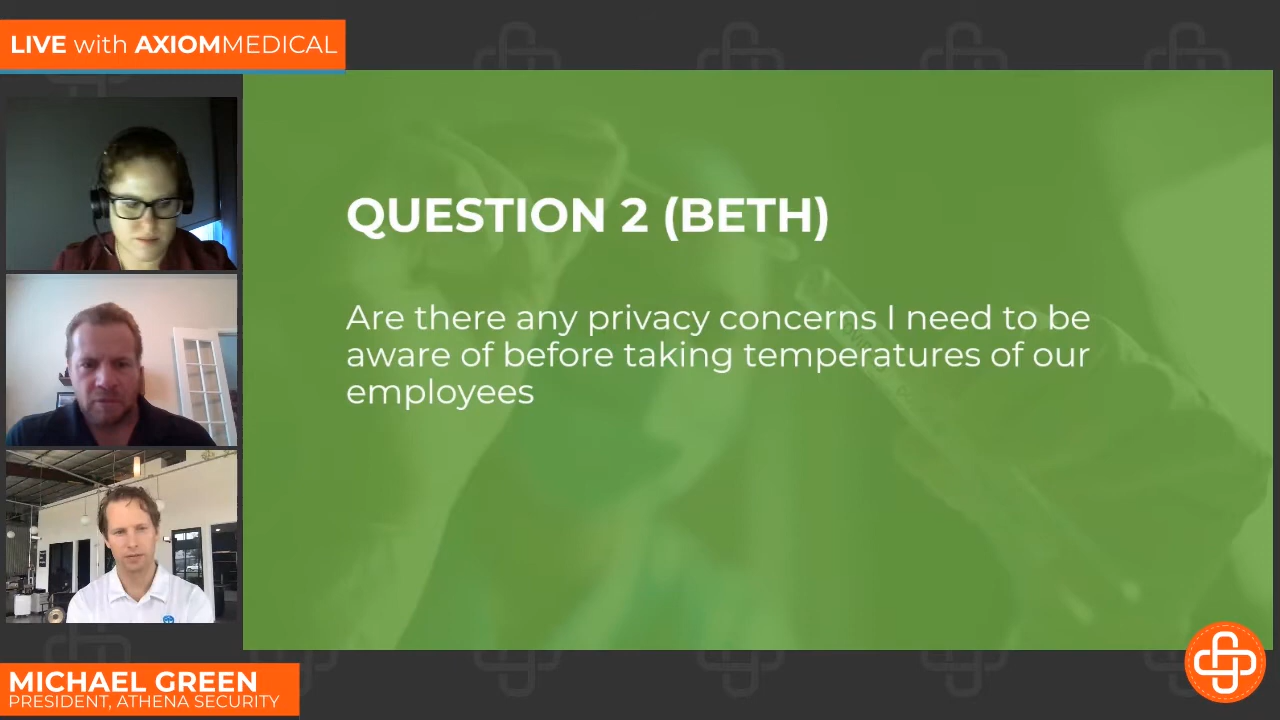 LIVE with AXIOMMEDICAL
QUESTION 2 (BETH)
Are there any privacy concerns I need to be
aware of before taking temperatures of our
employees
MICHAEL GREEN
PRESIDENT, ATHENA SECURITY